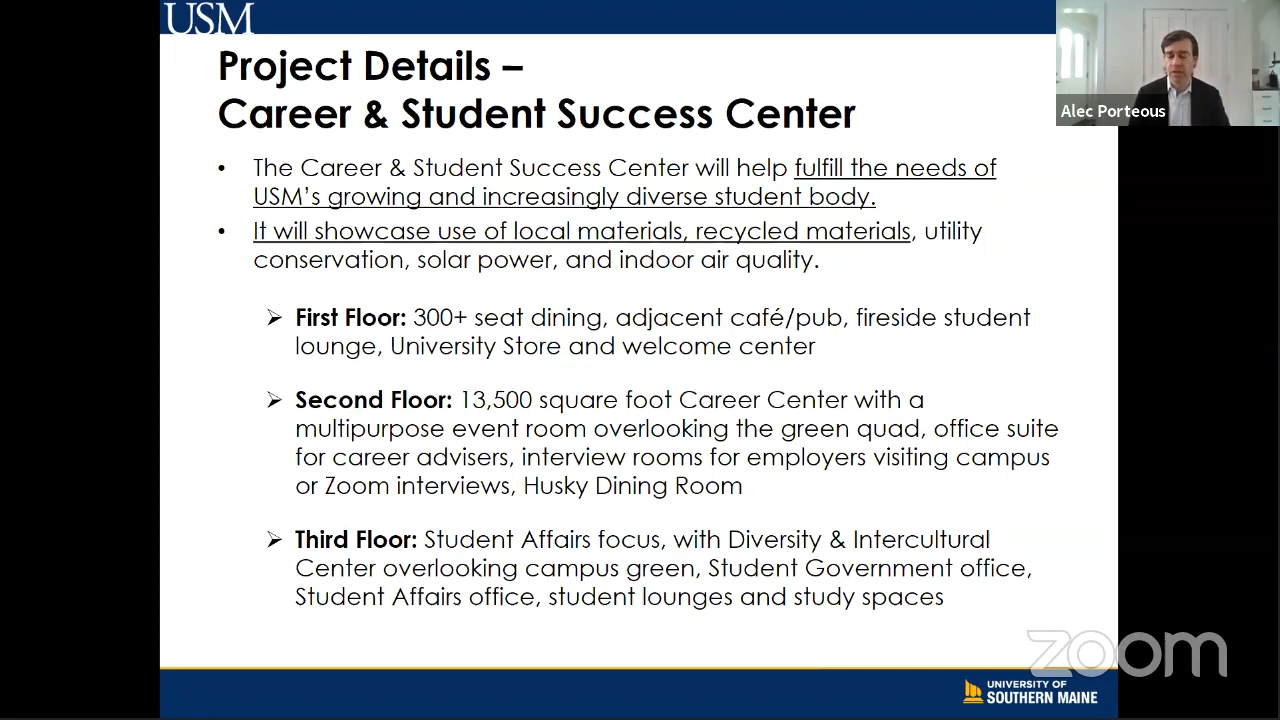 USM
Project Details –
Career & Student Success Center
Alec Porteous
• The Career & Student Success Center will help fulfill the needs of
USM's growing and increasingly diverse student body.
• It will showcase use of local materials, recycled materials, utility
conservation, solar power, and indoor air quality.
➢ First Floor: 300+ seat dining, adjacent café/pub, fireside student
lounge, University Store and welcome center
➢ Second Floor: 13,500 square foot Career Center with a
multipurpose event room overlooking the green quad, office suite
for career advisers, interview rooms for employers visiting campus
or Zoom interviews, Husky Dining Room
➢ Third Floor: Student Affairs focus, with Diversity & Intercultural
Center overlooking campus green, Student Government office,
Student Affairs office, student lounges and study spaces
zoom
UNIVERSITY OF
SOUTHERN MAINE